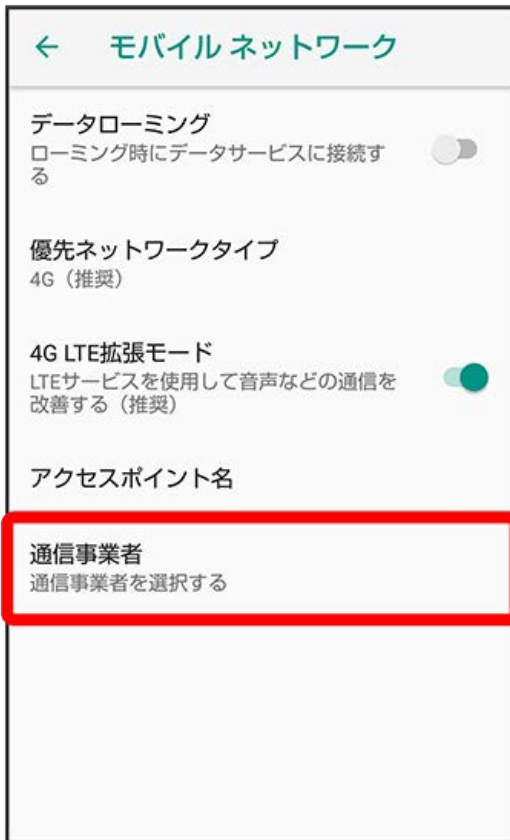 ← モバイル ネットワーク
データローミング
ローミング時にデータサービスに接続す
る
優先ネットワークタイプ
4G（推奨）
4G LTE拡張モード
LTEサービスを使用して音声などの通信を
改善する（推奨）
アクセスポイント名
通信事業者
通信事業者を選択する